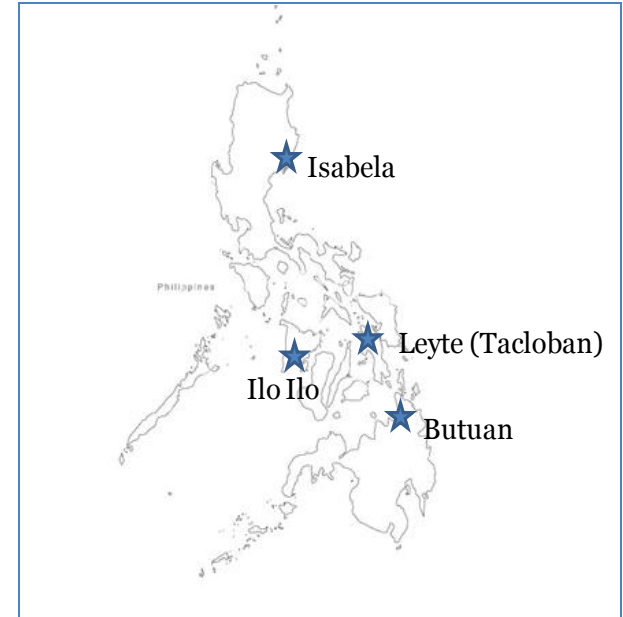 Isabela
Philippines
Leyte (Tacloban)
Ilo Ilo
Butuan